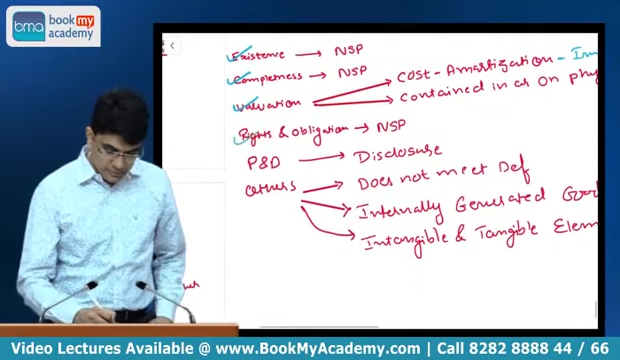 bma book my academy
Existence → NSP
Completness → NSP
Valuation → Cost - Amortization - Im
Contained in or on phy
Rights & obligation → NSP
P&D → Disclosure
others → Does not meet Def
Internally Generated Good
Intangible & Tangible Elem
Video Lectures Available @ www.BookMyAcademy.com | Call 8282 8888 44 / 66